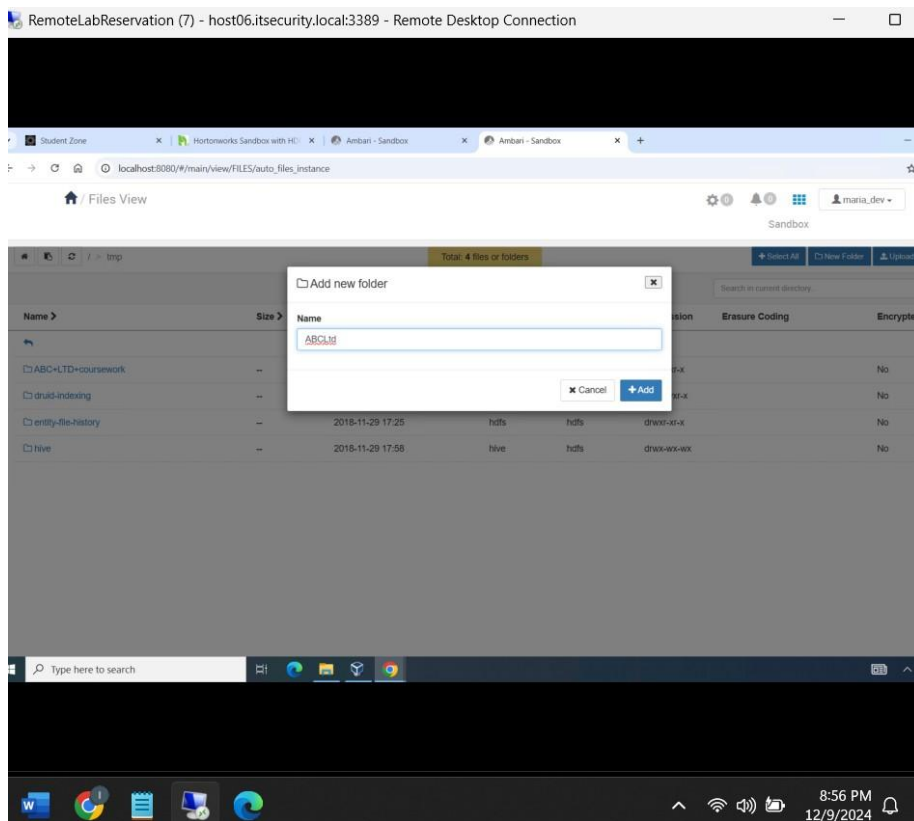 RemoteLabReservation (7) - host06.itsecurity.local:3389 - Remote Desktop Connection
Student Zone
Hortonworks Sandbox with HD
Ambari - Sandbox
Ambari - Sandbox
localhost:8080/#/main/view/FILES/auto_files_instance
/ Files View
0
0
maria_dev
Sandbox
/ > tmp
Total: 4 files or folders
+ Select All
New Folder
Upload
Add new folder
Search in current directory
Name >
Size >
Name
ssion
Erasure Coding
Encrypte
ABCLtd
ABC+LTD+coursework
--
r-x
No
Cancel
+Add
druid-indexing
--
xr-x
No
entity-file-history
--
2018-11-29 17:25
hdfs
hdfs
drwxr-xr-x
No
hive
--
2018-11-29 17:56
hive
hdfs
drwx-wx-wx
No
Type here to search
8:56 PM
12/9/2024